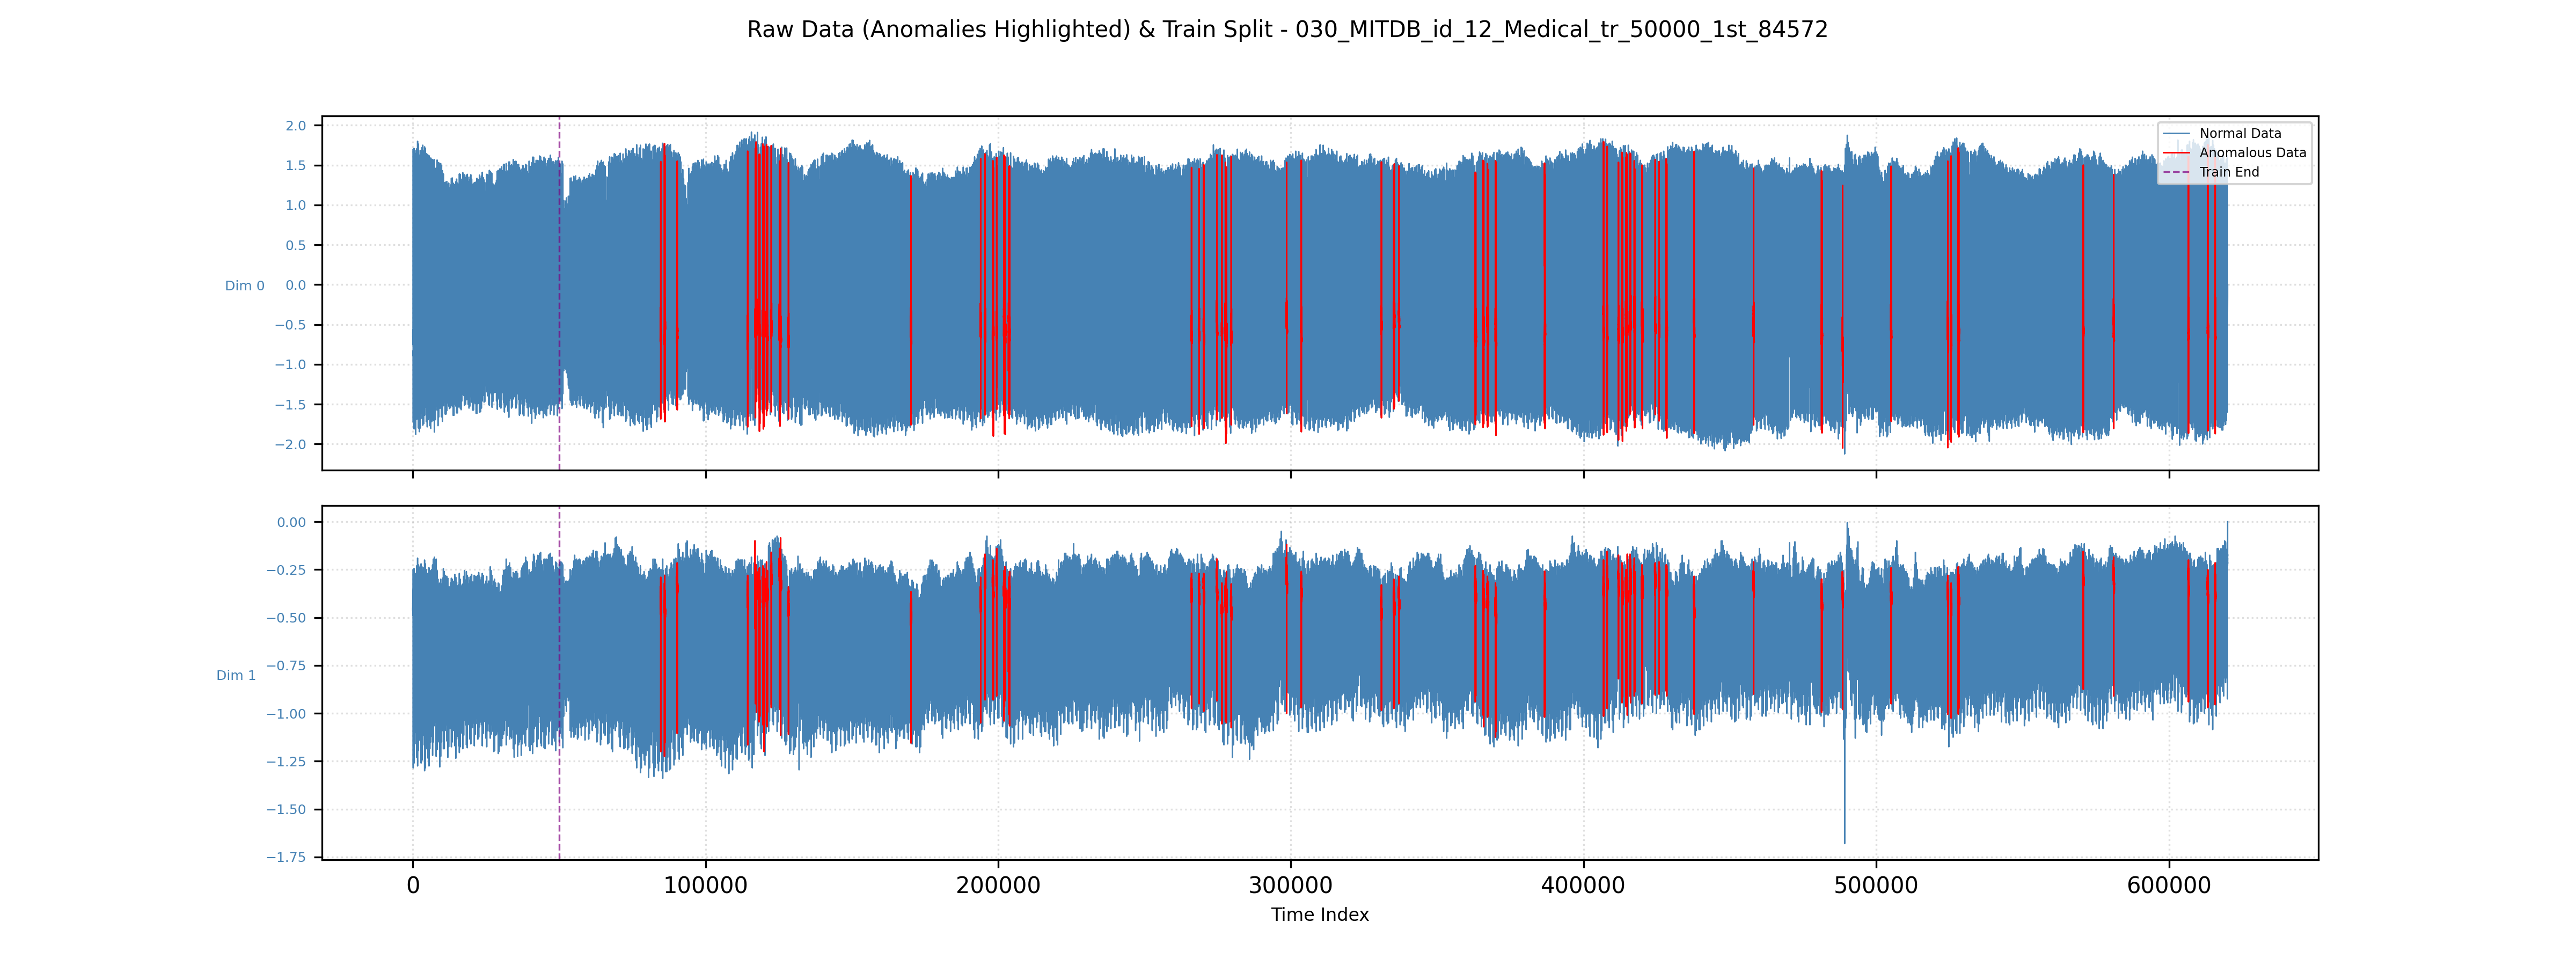 Raw Data (Anomalies Highlighted) & Train Split - 030_MITDB_id_12_Medical_tr_50000_1st_84572
2.0
1.5
1.0
0.5
0.0
−0.5
−1.0
−1.5
−2.0
Dim 0
Normal Data
Anomalous Data
Train End
0.00
−0.25
−0.50
−0.75
−1.00
−1.25
−1.50
−1.75
Dim 1
0 100000 200000 300000 400000 500000 600000
Time Index